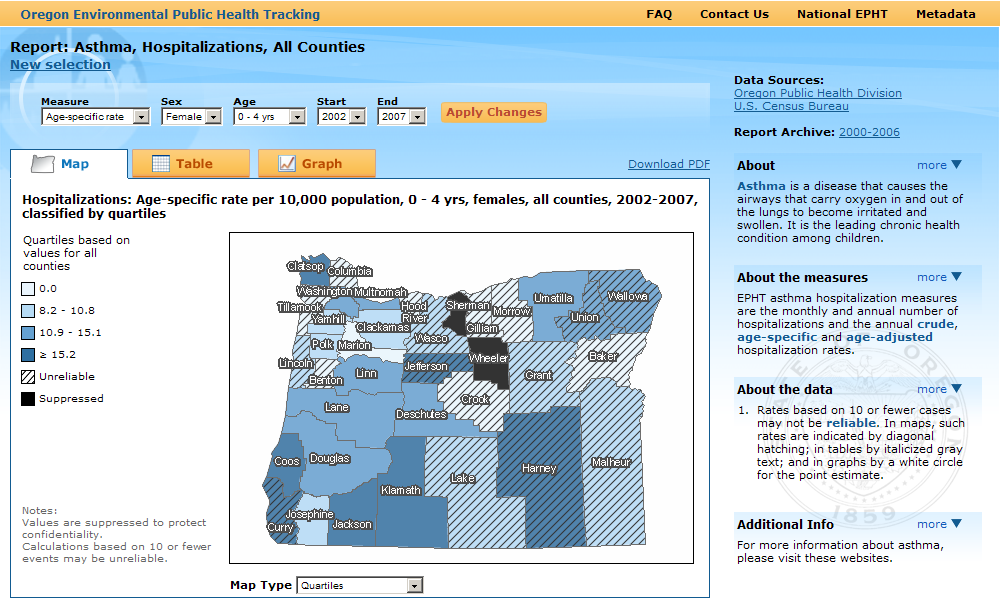 Oregon Environmental Public Health Tracking
FAQ Contact Us National EPHT Metadata
Report: Asthma, Hospitalizations, All Counties
New selection
Measure Sex Age Start End
Age-specific rate Female 0 - 4 yrs 2002 2007 Apply Changes
Map Table Graph Download PDF
Hospitalizations: Age-specific rate per 10,000 population, 0 - 4 yrs, females, all counties, 2002-2007,
classified by quartiles
Quartiles based on
values for all
counties
0.0
8.2 - 10.8
10.9 - 15.1
≥ 15.2
Unreliable
Suppressed
Notes:
Values are suppressed to protect
confidentiality.
Calculations based on 10 or fewer
events may be unreliable.
Clatsop
Columbia
Washington
Multnomah
Tillamook
Yamhill
Hood
River
Sherman
Gilliam
Morrow
Umatilla
Union
Wallowa
Clackamas
Polk
Marion
Wasco
Lincoln
Benton
Linn
Jefferson
Wheeler
Grant
Baker
Crook
Lane
Deschutes
Coos
Douglas
Klamath
Lake
Harney
Malheur
Curry
Josephine
Jackson
Map Type Quartiles
Data Sources:
Oregon Public Health Division
U.S. Census Bureau
Report Archive: 2000-2006
About more ▼
Asthma is a disease that causes the
airways that carry oxygen in and out of
the lungs to become irritated and
swollen. It is the leading chronic health
condition among children.
About the measures more ▼
EPHT asthma hospitalization measures
are the monthly and annual number of
hospitalizations and the annual crude,
age-specific and age-adjusted
hospitalization rates.
About the data more ▼
1. Rates based on 10 or fewer cases
may not be reliable. In maps, such
rates are indicated by diagonal
hatching; in tables by italicized gray
text; and in graphs by a white circle
for the point estimate.
Additional Info more ▼
For more information about asthma,
please visit these websites.
1859